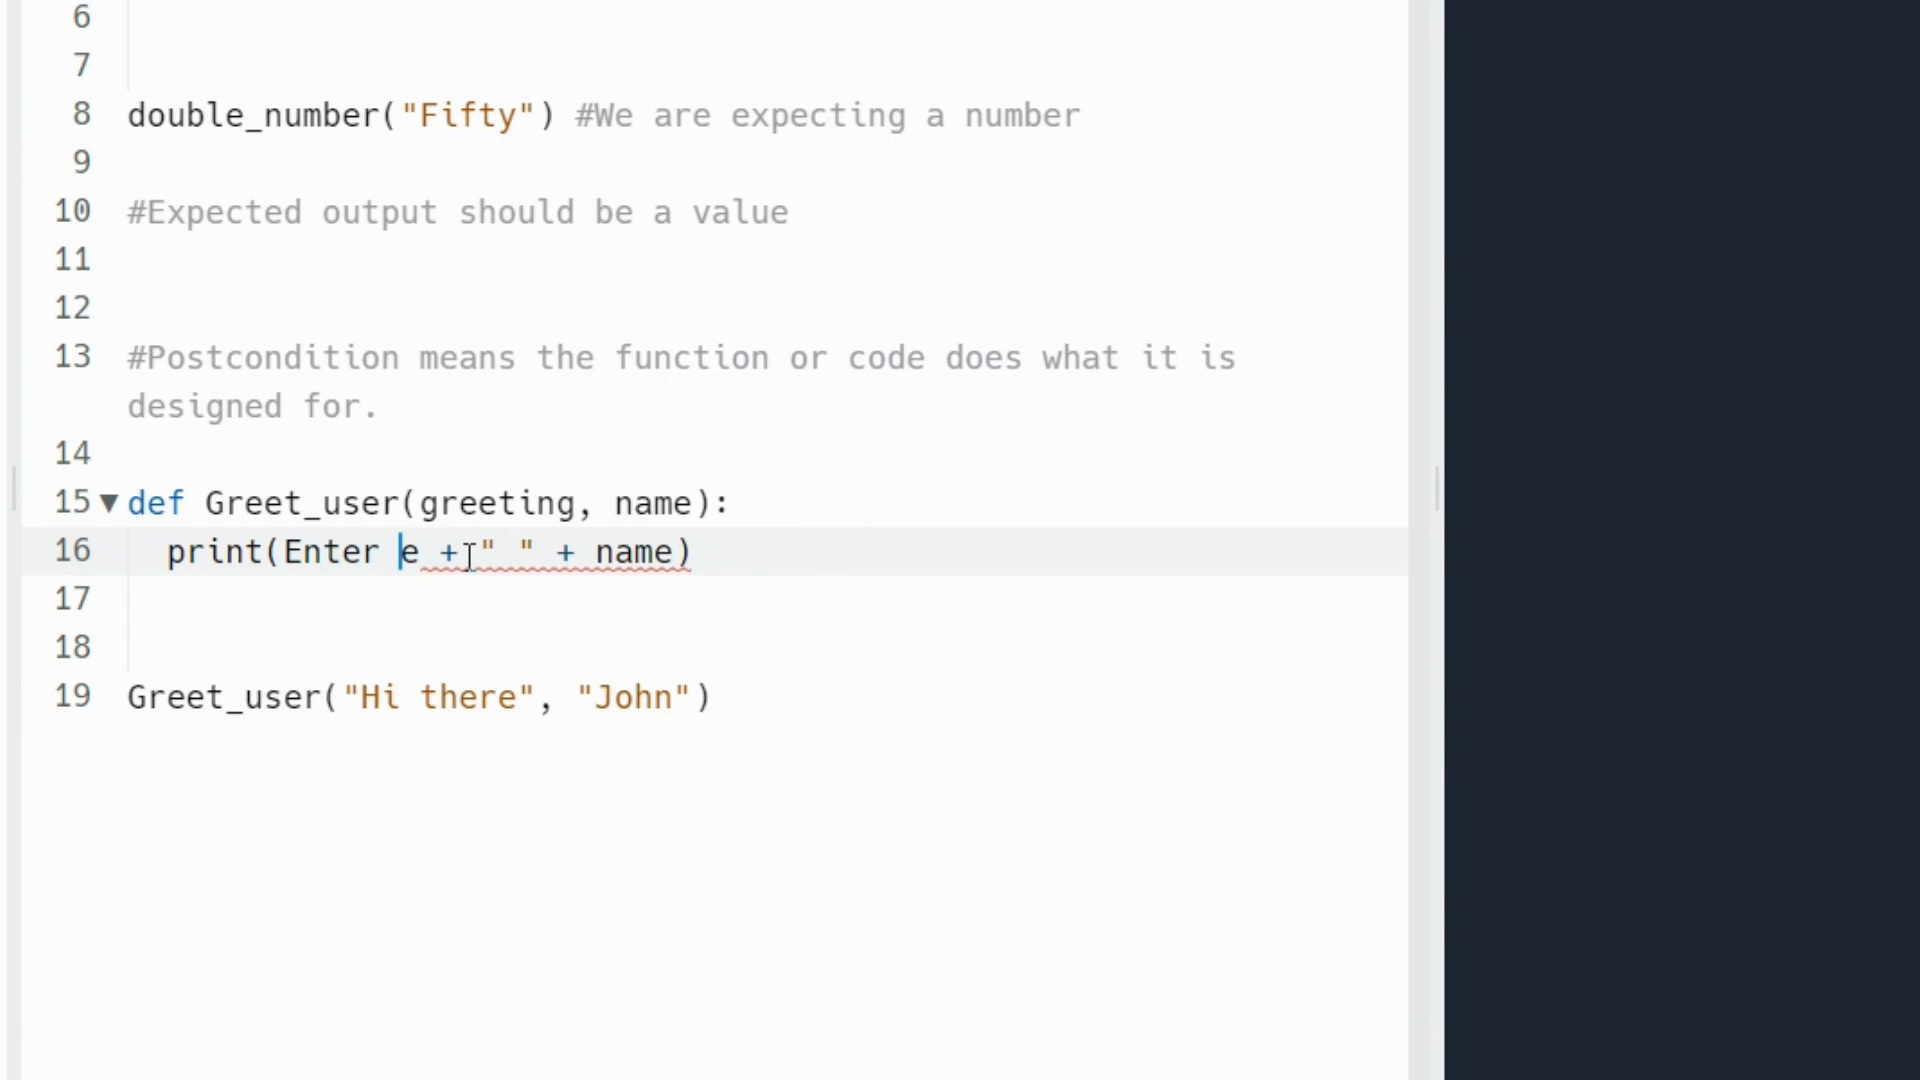 6
7
8 double_number("Fifty") #We are expecting a number
9
10 #Expected output should be a value
11
12
13 #Postcondition means the function or code does what it is
designed for.
14
15 def Greet_user(greeting, name):
16 print(Enter e + " " + name)
17
18
19 Greet_user("Hi there", "John")